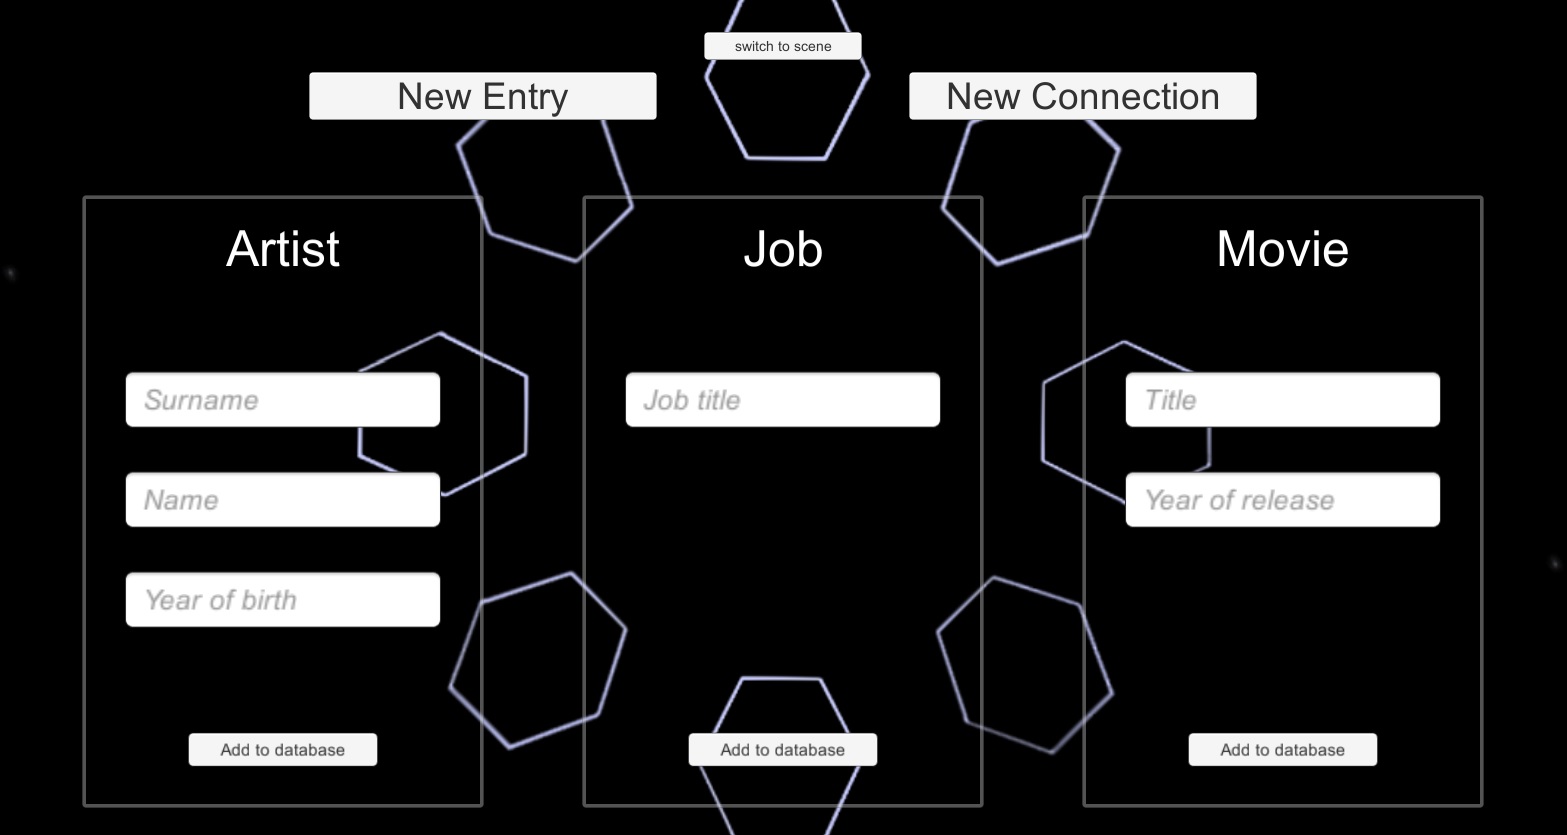 switch to scene
New Entry
New Connection
Artist
Surname
Name
Year of birth
Add to database
Job
Job title
Add to database
Movie
Title
Year of release
Add to database